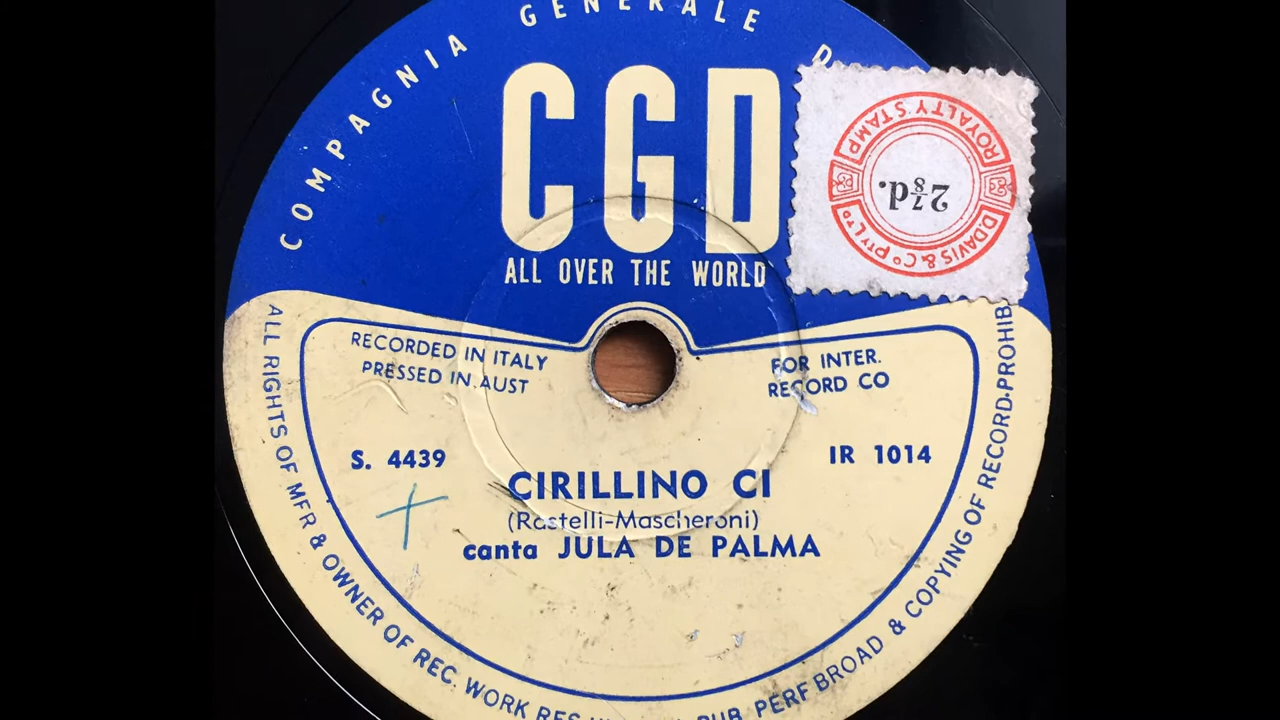 COMPAGNIA GENERALE D
CGD
ALL OVER THE WORLD
ROYALTY STAMP
2⅞d.
D. DAVIS & Cº PTY LTD
RECORDED IN ITALY
PRESSED IN AUST
FOR INTER.
RECORD CO
S. 4439
IR 1014
CIRILLINO CI
(Rastelli-Mascheroni)
canta JULA DE PALMA
ALL RIGHTS OF MFR & OWNER OF REC. WORK RES PUB. PERF BROAD & COPYING OF RECORD·PROHIB